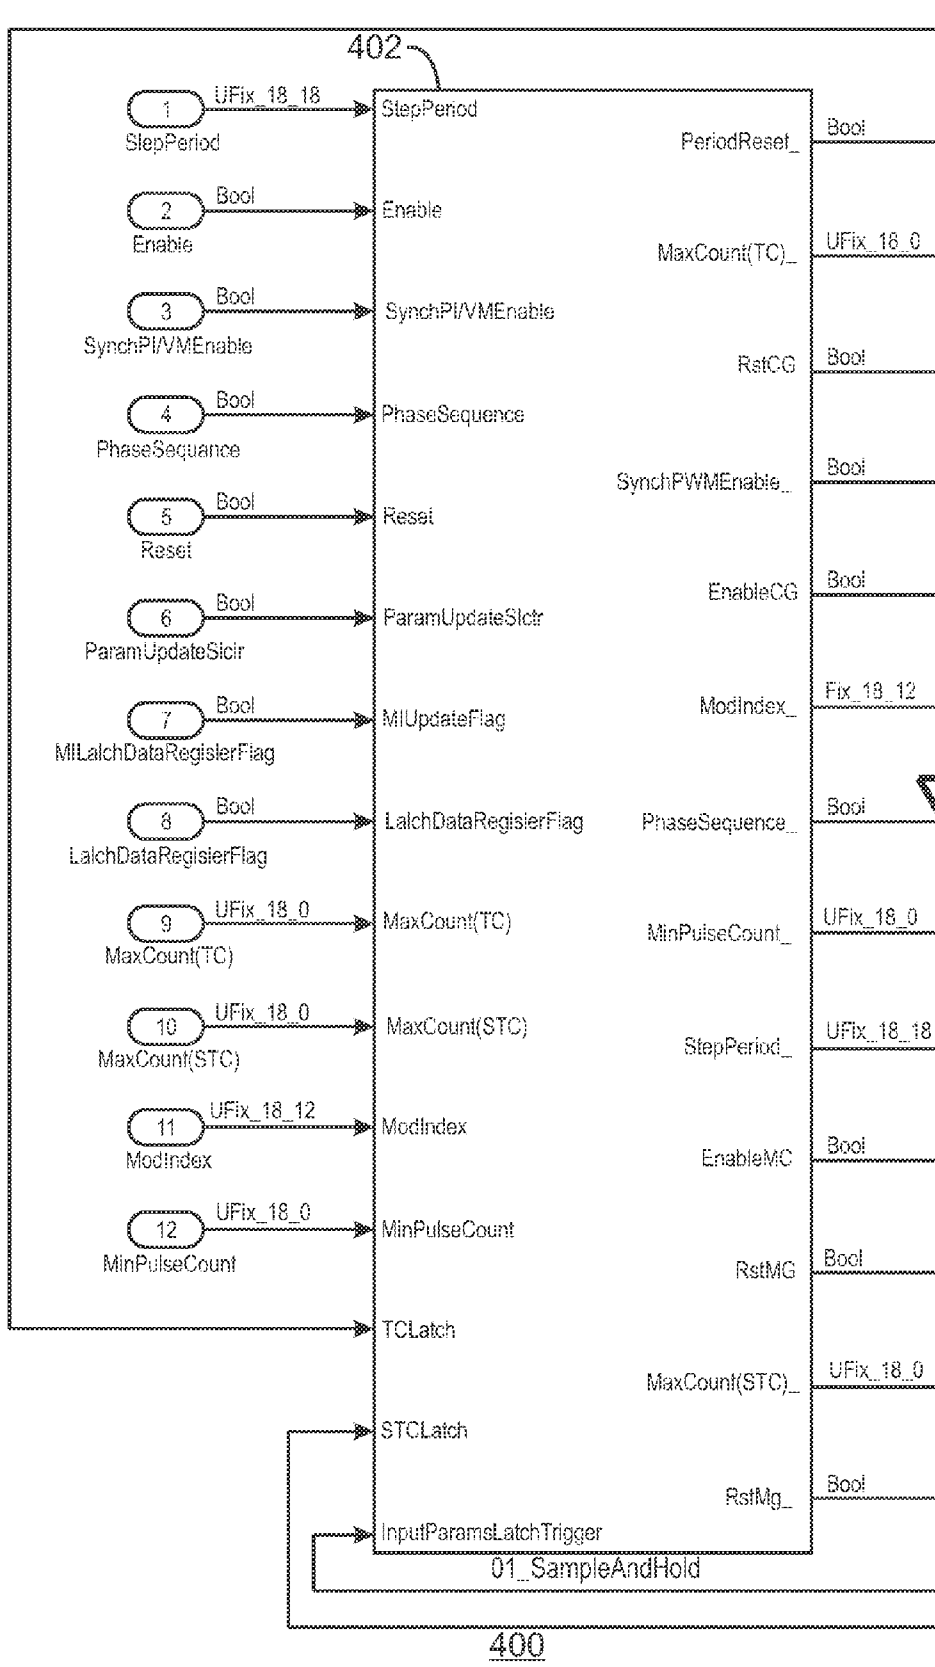 402
UFix_18_18
1
SlepPeriod
StepPeriod
PeriodReset_
Bool
Bool
2
Enable
Enable
MaxCount(TC)_
UFix_18_0
Bool
3
SynchPI/VMEnable
SynchPI/VMEnable
RstCG
Bool
Bool
4
PhaseSequance
PhaseSequence
SynchPWMEnable_
Bool
Bool
5
Reset
Reset
EnableCG
Bool
Bool
6
ParamUpdateSlctr
ParamUpdateSlctr
ModIndex_
Fix_18_12
Bool
7
MILalchDataRegislerFlag
MIUpdateFlag
Bool
8
LalchDataRegisierFlag
LalchDataRegisierFlag
PhaseSequence_
Bool
UFix_18_0
9
MaxCount(TC)
MaxCount(TC)
MinPulseCount_
UFix_18_0
UFix_18_0
10
MaxCount(STC)
MaxCount(STC)
StepPeriod_
UFix_18_18
UFix_18_12
11
ModIndex
ModIndex
EnableMC
Bool
UFix_18_0
12
MinPulseCount
MinPulseCount
RstMG
Bool
TCLatch
MaxCount(STC)_
UFix_18_0
STCLatch
RstMg_
Bool
InputParamsLatchTrigger
01_SampleAndHold
400